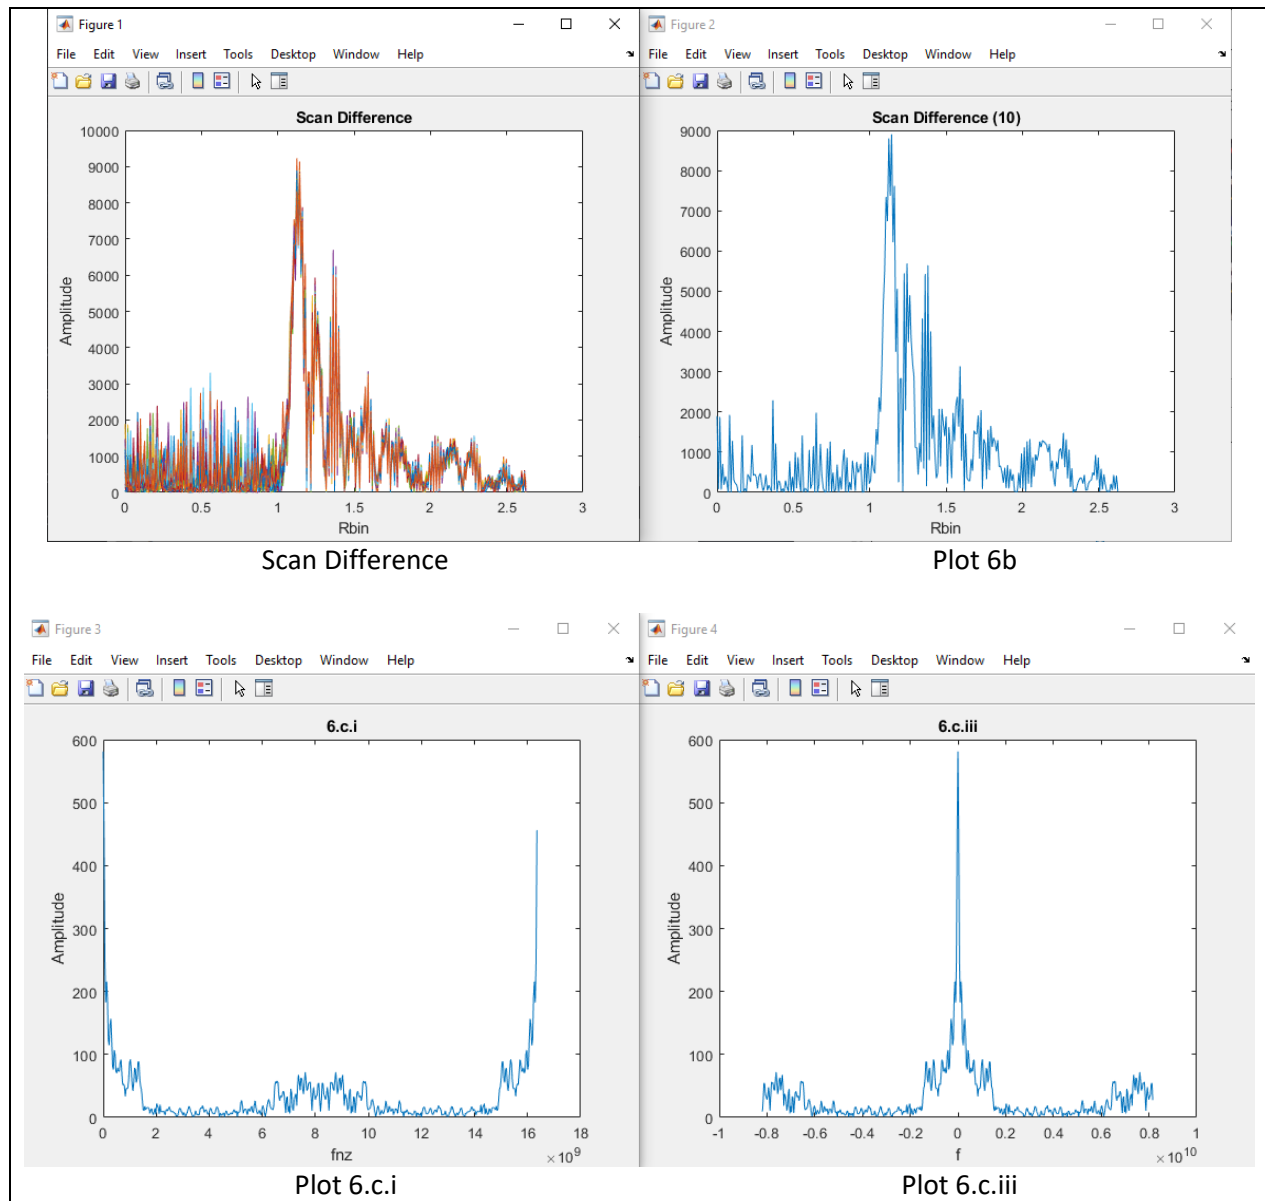 Figure 1
File Edit View Insert Tools Desktop Window Help
Scan Difference
10000
9000
8000
7000
6000
5000
4000
3000
2000
1000
0
Amplitude
0 0.5 1 1.5 2 2.5 3
Rbin
Scan Difference
Figure 2
File Edit View Insert Tools Desktop Window Help
Scan Difference (10)
9000
8000
7000
6000
5000
4000
3000
2000
1000
0
Amplitude
0 0.5 1 1.5 2 2.5 3
Rbin
Plot 6b
Figure 3
File Edit View Insert Tools Desktop Window Help
6.c.i
600
500
400
300
200
100
0
Amplitude
0 2 4 6 8 10 12 14 16 18
fnz
×10⁹
Plot 6.c.i
Figure 4
File Edit View Insert Tools Desktop Window Help
6.c.iii
600
500
400
300
200
100
0
Amplitude
-1 -0.8 -0.6 -0.4 -0.2 0 0.2 0.4 0.6 0.8 1
f
×10¹⁰
Plot 6.c.iii